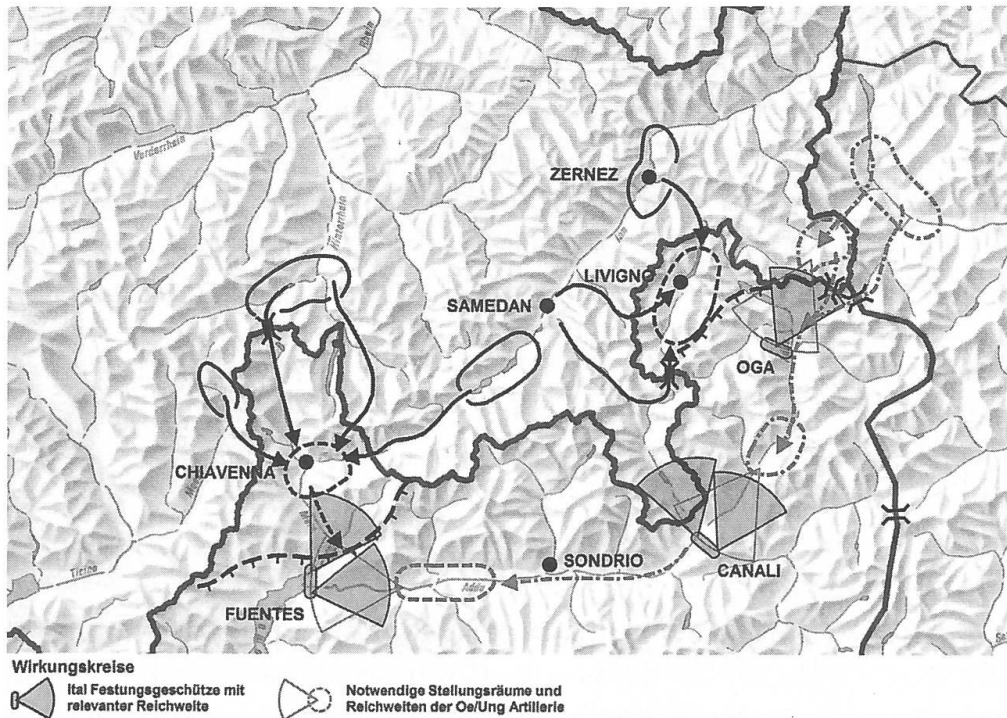 Rhein
Vorderrhein
ZERNEZ
Hinterrhein
Inn
LIVIGNO
SAMEDAN
OGA
CHIAVENNA
SONDRIO
CANALI
Ticino
Adda
FUENTES
Wirkungskreise
Ital Festungsgeschütze mit
relevanter Reichweite
Notwendige Stellungsräume und
Reichweiten der Oe/Ung Artillerie